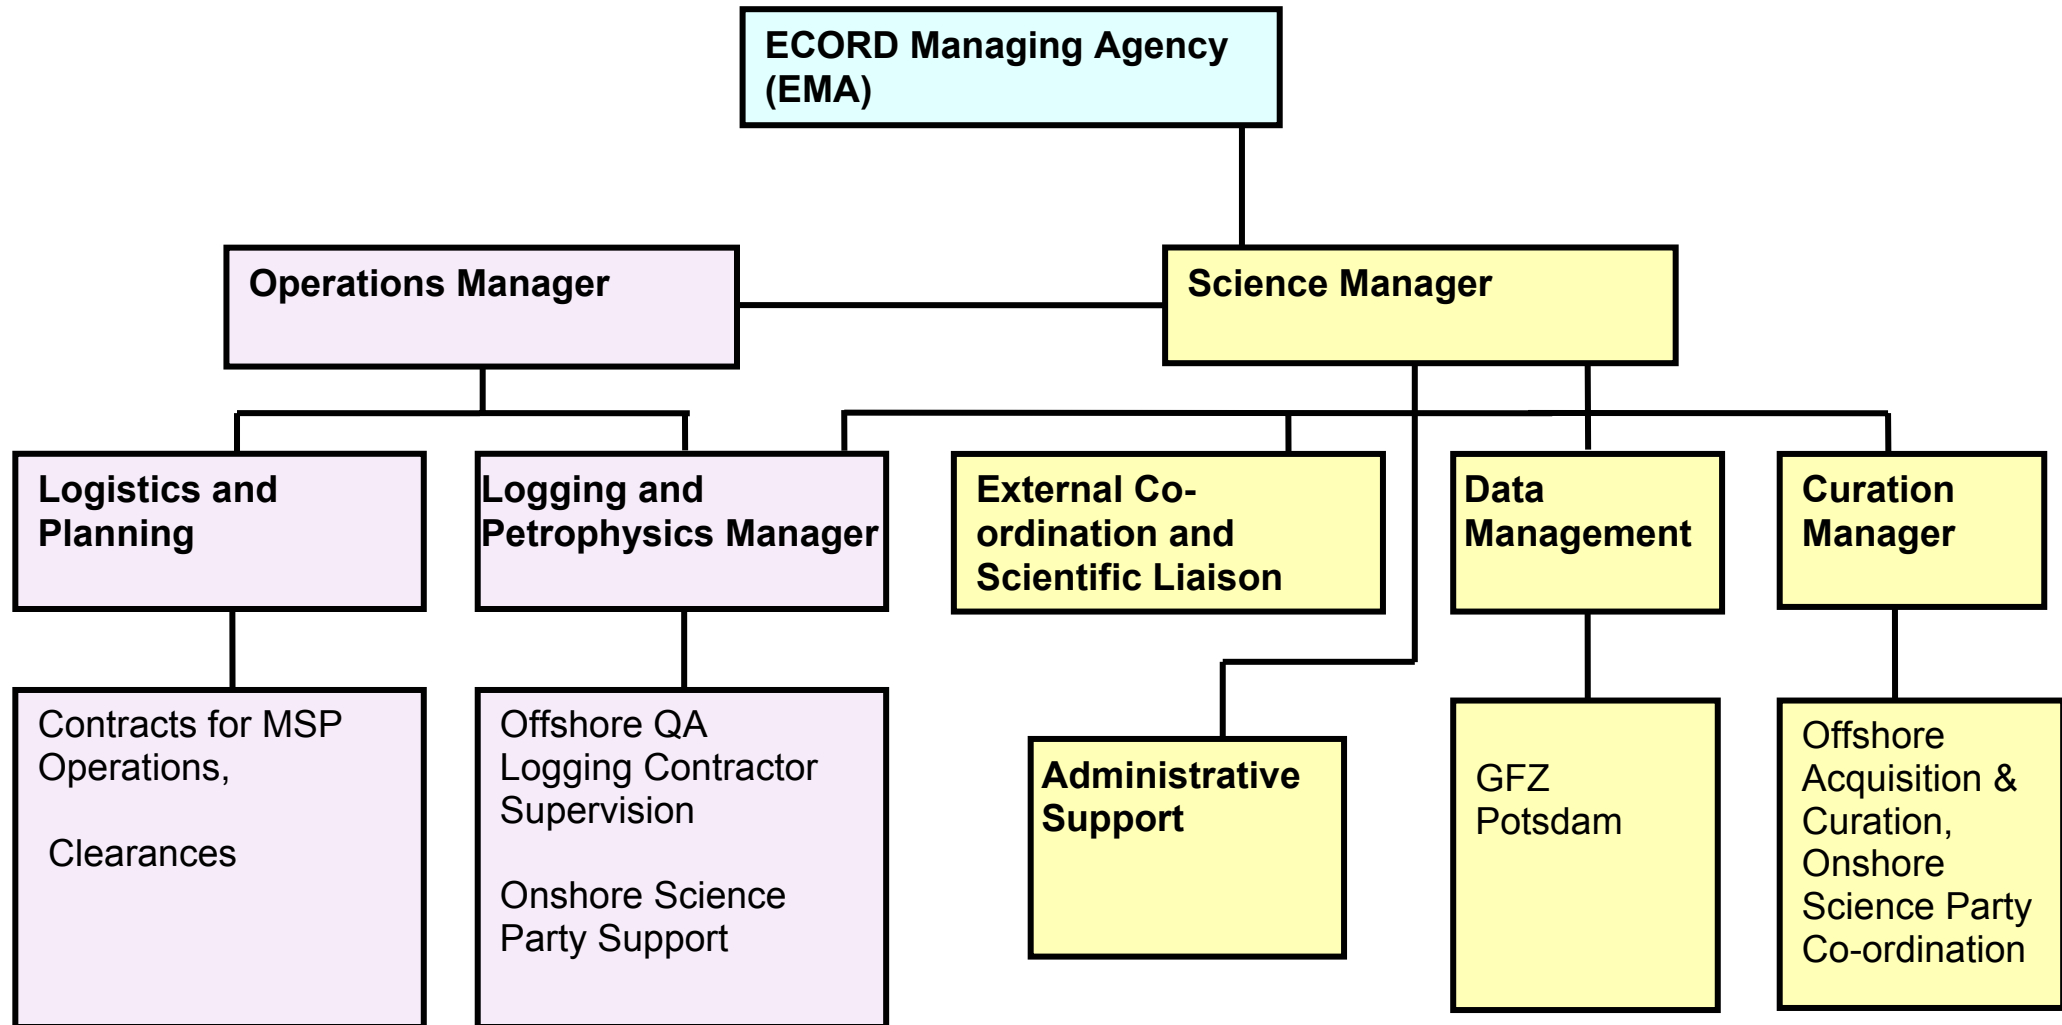 ECORD Managing Agency
(EMA)
Operations Manager
Science Manager
Logistics and
Planning
Logging and
Petrophysics Manager
External Co-
ordination and
Scientific Liaison
Data
Management
Curation
Manager
Contracts for MSP
Operations,
Clearances
Offshore QA
Logging Contractor
Supervision
Onshore Science
Party Support
Administrative
Support
GFZ
Potsdam
Offshore
Acquisition &
Curation,
Onshore
Science Party
Co-ordination